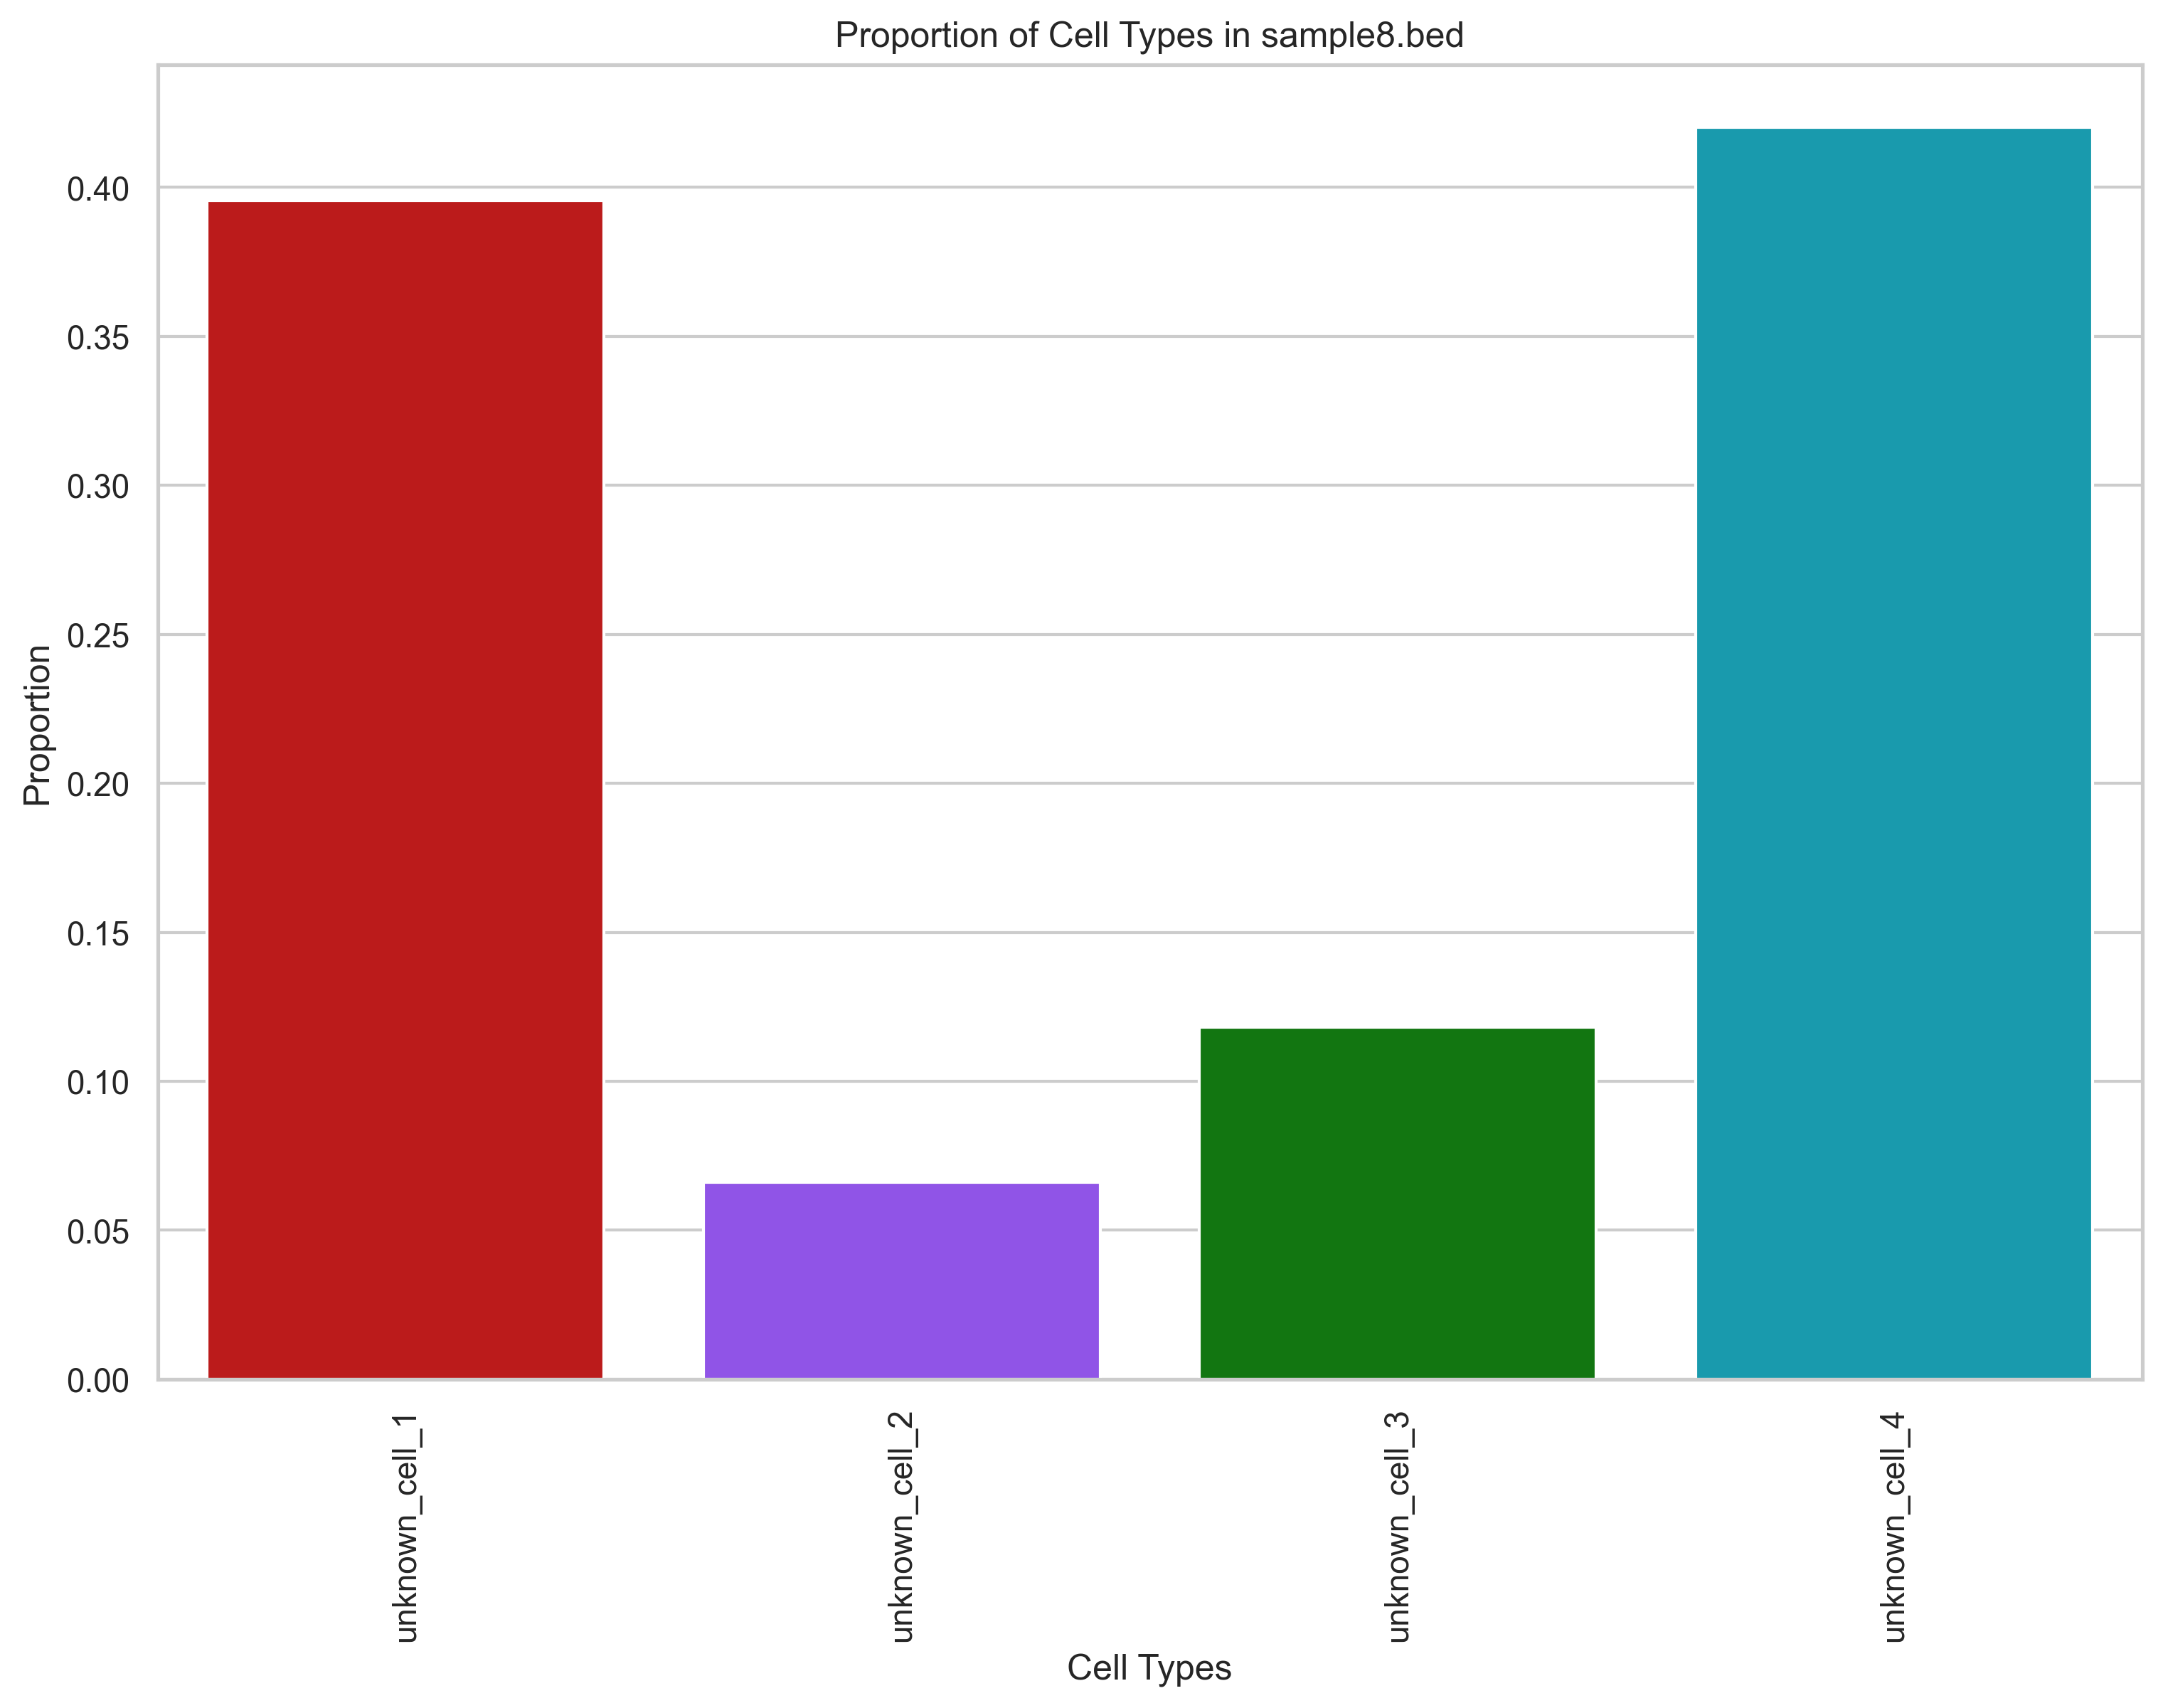 Proportion of Cell Types in sample8.bed
Proportion
0.40
0.35
0.30
0.25
0.20
0.15
0.10
0.05
0.00
unknown_cell_1
unknown_cell_2
unknown_cell_3
unknown_cell_4
Cell Types